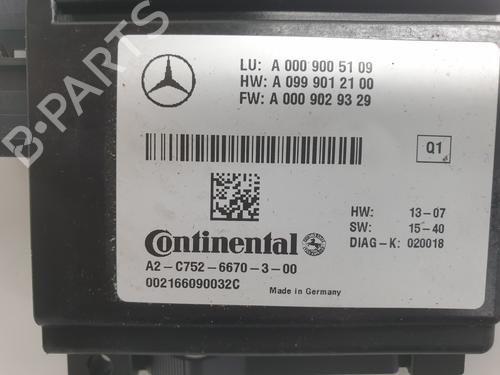 LU: A 000 900 51 09
HW: A 099 901 21 00
FW: A 000 902 93 29
Q1
HW: 13-07
SW: 15-40
DIAG-K: 020018
Continental
A2-C752-6670-3-00
002166090032C
Made in Germany
B-PARTS